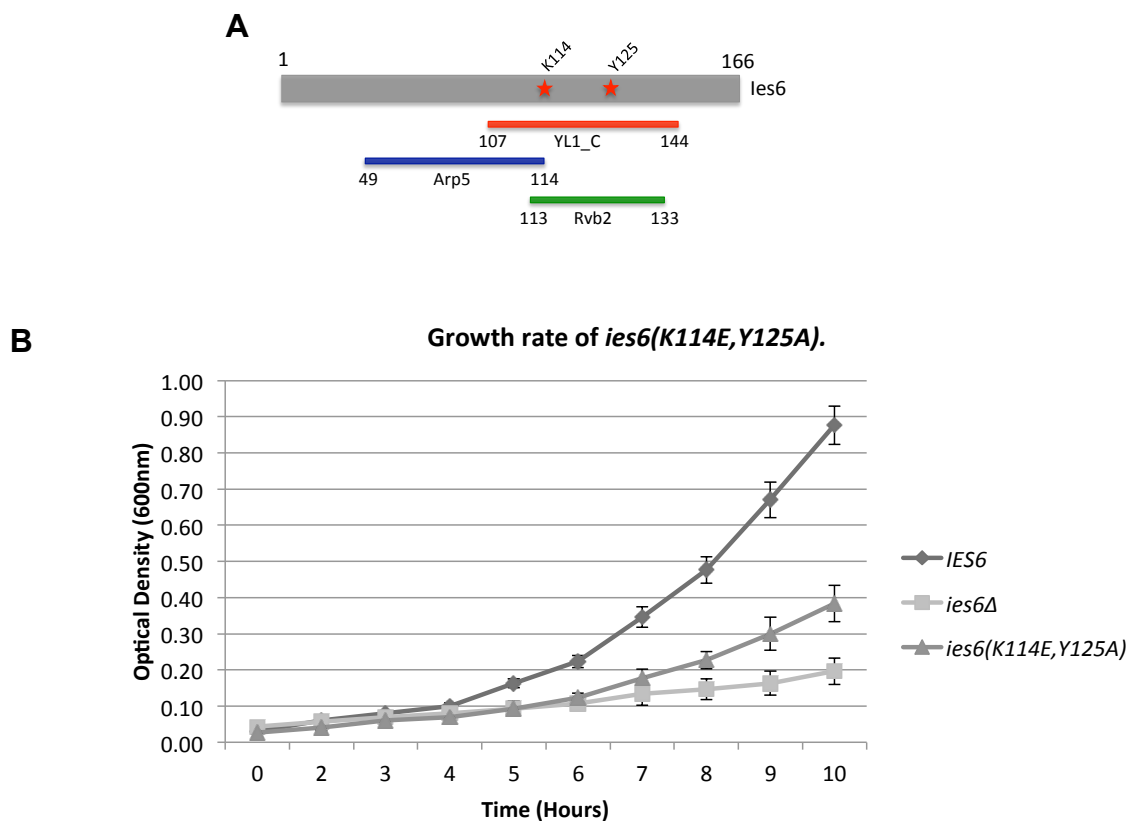 A
1
K114
Y125
166
Ies6
107 YL1_C 144
49 Arp5 114
113 Rvb2 133
B
Growth rate of ies6(K114E,Y125A).
Optical Density (600nm)
1.00
0.90
0.80
0.70
0.60
0.50
0.40
0.30
0.20
0.10
0.00
0 2 3 4 5 6 7 8 9 10
Time (Hours)
IES6
ies6Δ
ies6(K114E,Y125A)